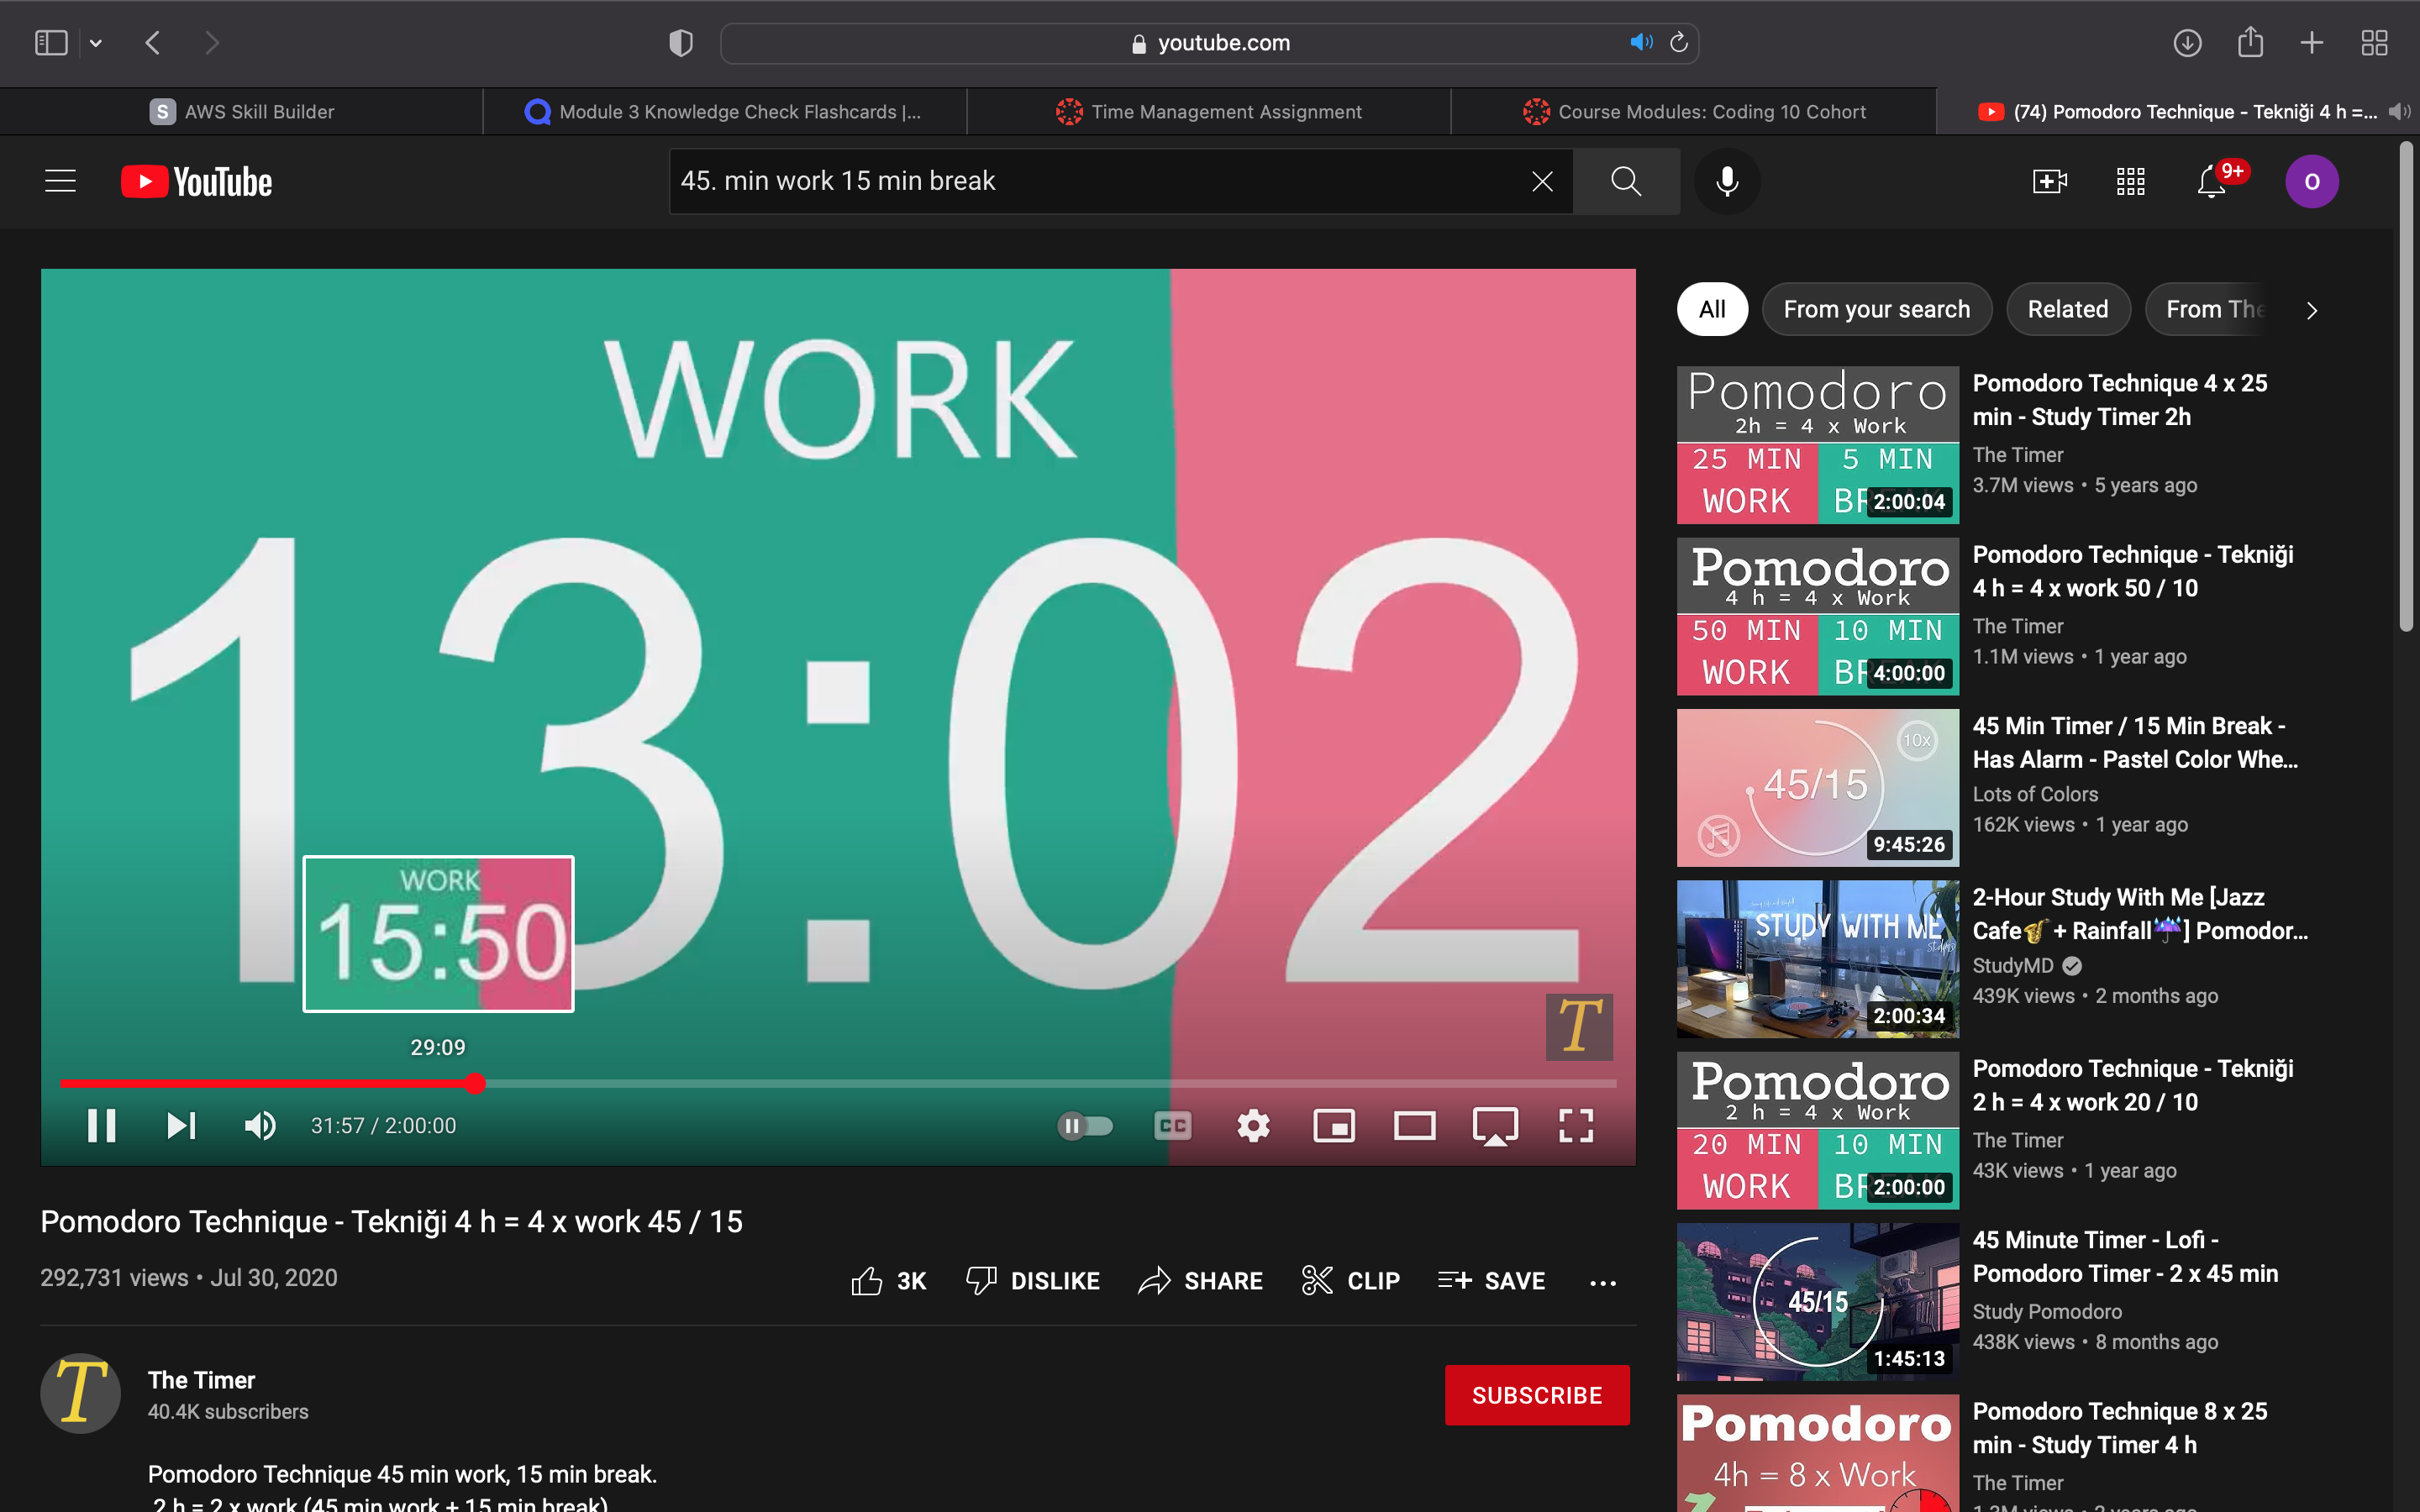 youtube.com
AWS Skill Builder
Module 3 Knowledge Check Flashcards |...
Time Management Assignment
Course Modules: Coding 10 Cohort
(74) Pomodoro Technique - Tekniği 4 h =...
YouTube
45. min work 15 min break
9+
O
WORK
13:02
WORK
15:50
29:09
T
31:57 / 2:00:00
CC
Pomodoro Technique - Tekniği 4 h = 4 x work 45 / 15
292,731 views • Jul 30, 2020
3K
DISLIKE
SHARE
CLIP
SAVE
T
The Timer
40.4K subscribers
SUBSCRIBE
Pomodoro Technique 45 min work, 15 min break.
2 h = 2 x work (45 min work + 15 min break)
All
From your search
Related
From The
Pomodoro
2h = 4 x Work
25 MIN 5 MIN
WORK
2:00:04
Pomodoro Technique 4 x 25
min - Study Timer 2h
The Timer
3.7M views • 5 years ago
Pomodoro
4 h = 4 x Work
50 MIN 10 MIN
WORK
4:00:00
Pomodoro Technique - Tekniği
4 h = 4 x work 50 / 10
The Timer
1.1M views • 1 year ago
10x
45/15
9:45:26
45 Min Timer / 15 Min Break -
Has Alarm - Pastel Color Whe...
Lots of Colors
162K views • 1 year ago
STUDY WITH ME
2:00:34
2-Hour Study With Me [Jazz
Cafe🎷+ Rainfall☔] Pomodor...
StudyMD
439K views • 2 months ago
Pomodoro
2 h = 4 x Work
20 MIN 10 MIN
WORK
2:00:00
Pomodoro Technique - Tekniği
2 h = 4 x work 20 / 10
The Timer
43K views • 1 year ago
45/15
1:45:13
45 Minute Timer - Lofi -
Pomodoro Timer - 2 x 45 min
Study Pomodoro
438K views • 8 months ago
Pomodoro
4h = 8 x Work
Pomodoro Technique 8 x 25
min - Study Timer 4 h
The Timer